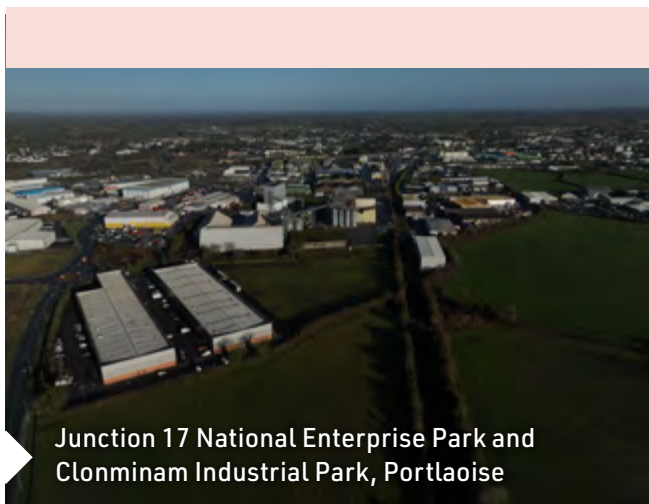 Junction 17 National Enterprise Park and
Clonminam Industrial Park, Portlaoise